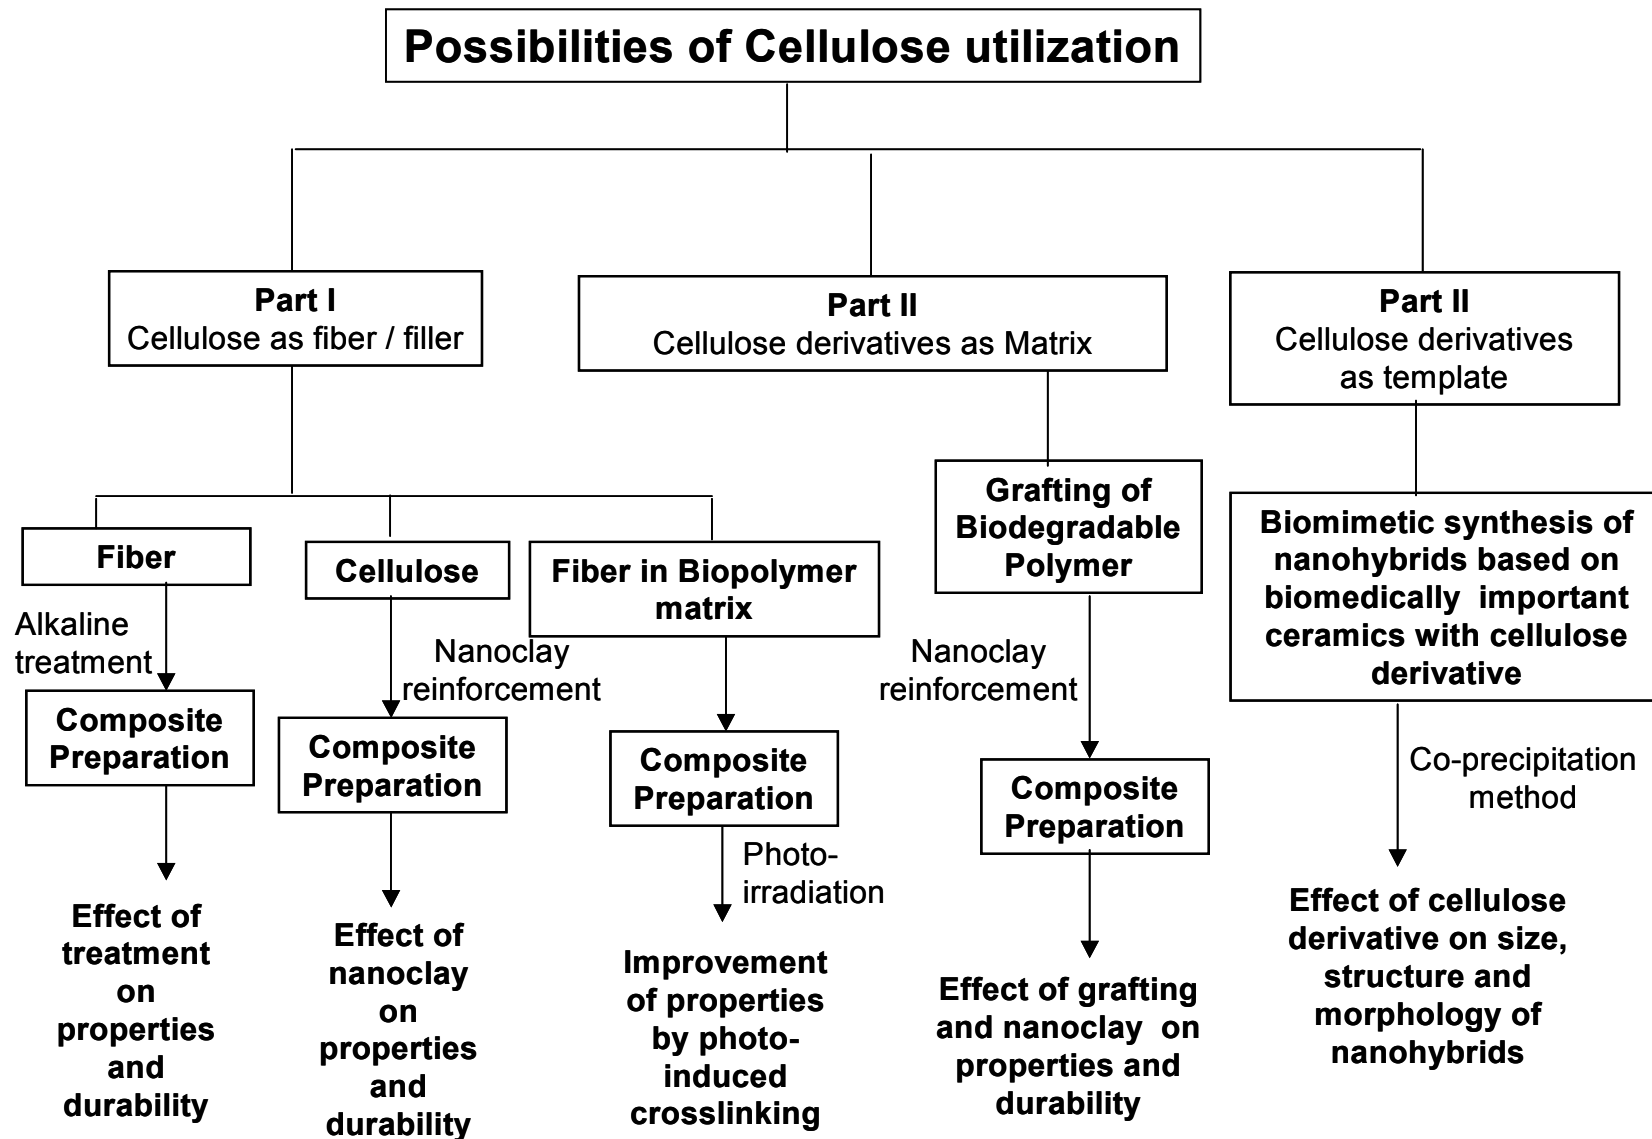 Possibilities of Cellulose utilization
Part I
Cellulose as fiber / filler
Part II
Cellulose derivatives as Matrix
Part II
Cellulose derivatives
as template
Fiber
Alkaline
treatment
Composite
Preparation
Effect of
treatment
on
properties
and
durability
Cellulose
Nanoclay
reinforcement
Composite
Preparation
Effect of
nanoclay
on
properties
and
durability
Fiber in Biopolymer
matrix
Composite
Preparation
Photo-
irradiation
Improvement
of properties
by photo-
induced
crosslinking
Grafting of
Biodegradable
Polymer
Nanoclay
reinforcement
Composite
Preparation
Effect of grafting
and nanoclay on
properties and
durability
Biomimetic synthesis of
nanohybrids based on
biomedically important
ceramics with cellulose
derivative
Co-precipitation
method
Effect of cellulose
derivative on size,
structure and
morphology of
nanohybrids